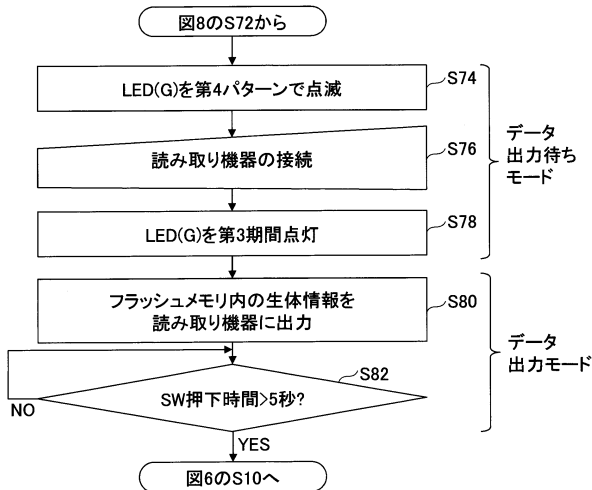 図8のS72から
LED(G)を第4パターンで点滅
S74
読み取り機器の接続
S76
データ
出力待ち
モード
LED(G)を第3期間点灯
S78
フラッシュメモリ内の生体情報を
読み取り機器に出力
S80
データ
出力モード
SW押下時間>5秒?
S82
NO
YES
図6のS10へ